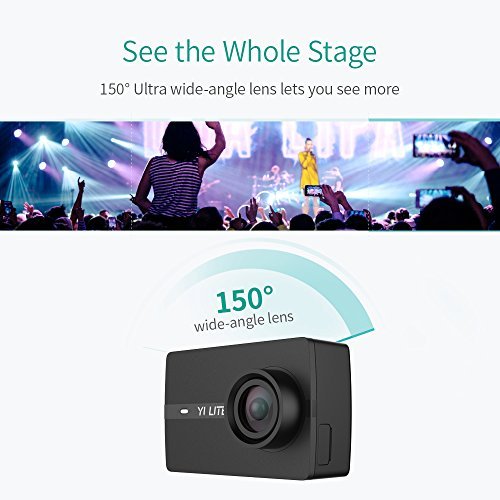 See the Whole Stage
150° Ultra wide-angle lens lets you see more
150°
wide-angle lens
YI LITE